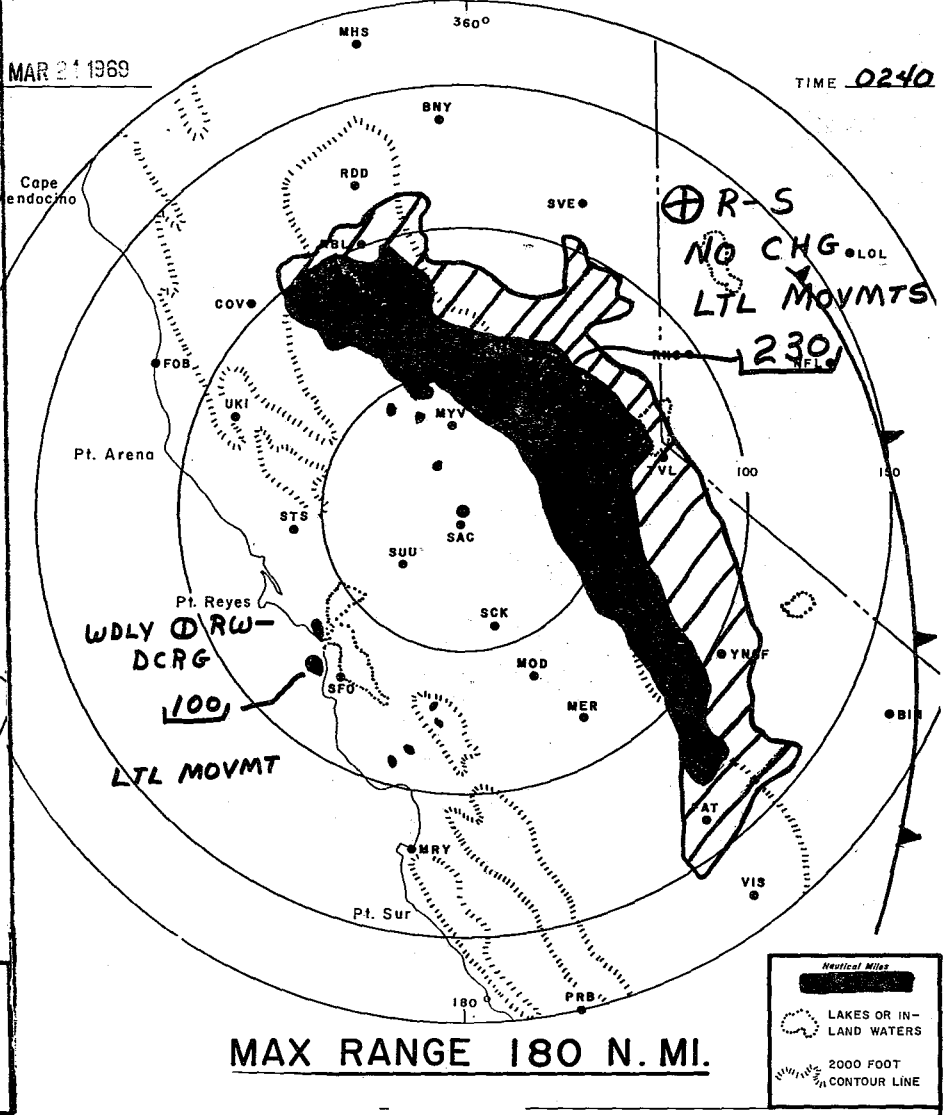 360°
MHS
MAR 21 1969
TIME 0240
BNY
RDD
Cape
endocino
SVE
⊕ R-S
NO CHG
LOL
LTL MOVMTS
RBL
COV
230
FOB
UKI
MYV
Pt. Arena
VL
100
150
STS
SAC
SUU
Pt. Reyes
SCK
WDLY ⦶ RW-
DCRG
MOD
SFO
100
MER
BIH
LTL MOVMT
AT
MRY
VIS
Pt. Sur
180°
PRB
MAX RANGE 180 N. MI.
Nautical Miles
LAKES OR IN-
LAND WATERS
2000 FOOT
CONTOUR LINE